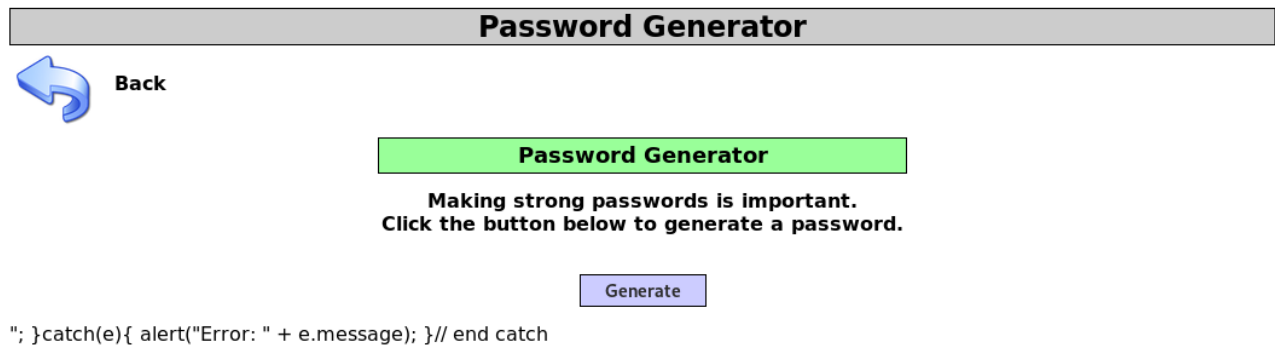 Password Generator
Back
Password Generator
Making strong passwords is important.
Click the button below to generate a password.
Generate
"; }catch(e){ alert("Error: " + e.message); }// end catch